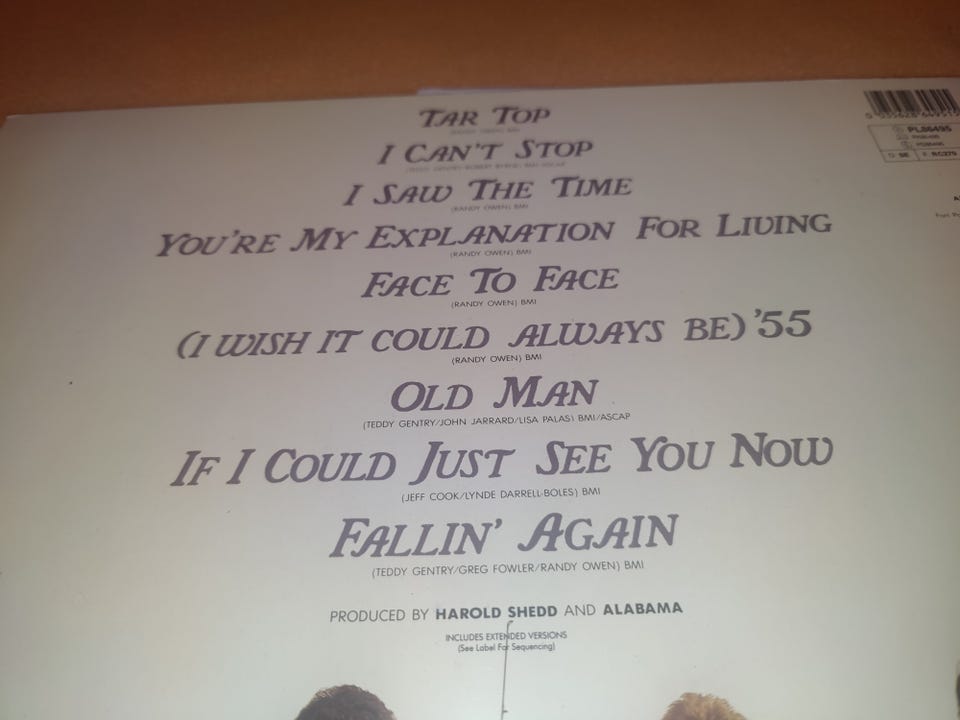 TAR TOP
(RANDY OWEN) BMI
I CAN'T STOP
I SAW THE TIME
(RANDY OWEN) BMI
YOU'RE MY EXPLANATION FOR LIVING
(RANDY OWEN) BMI
FACE TO FACE
(RANDY OWEN) BMI
(I WISH IT COULD ALWAYS BE) '55
(RANDY OWEN) BMI
OLD MAN
(TEDDY GENTRY/JOHN JARRARD/LISA PALAS) BMI/ASCAP
IF I COULD JUST SEE YOU NOW
(JEFF COOK/LYNDE DARRELL-BOLES) BMI
FALLIN' AGAIN
(TEDDY GENTRY/GREG FOWLER/RANDY OWEN) BMI
PRODUCED BY HAROLD SHEDD AND ALABAMA
INCLUDES EXTENDED VERSIONS
(See Label For Sequencing)
PL86495